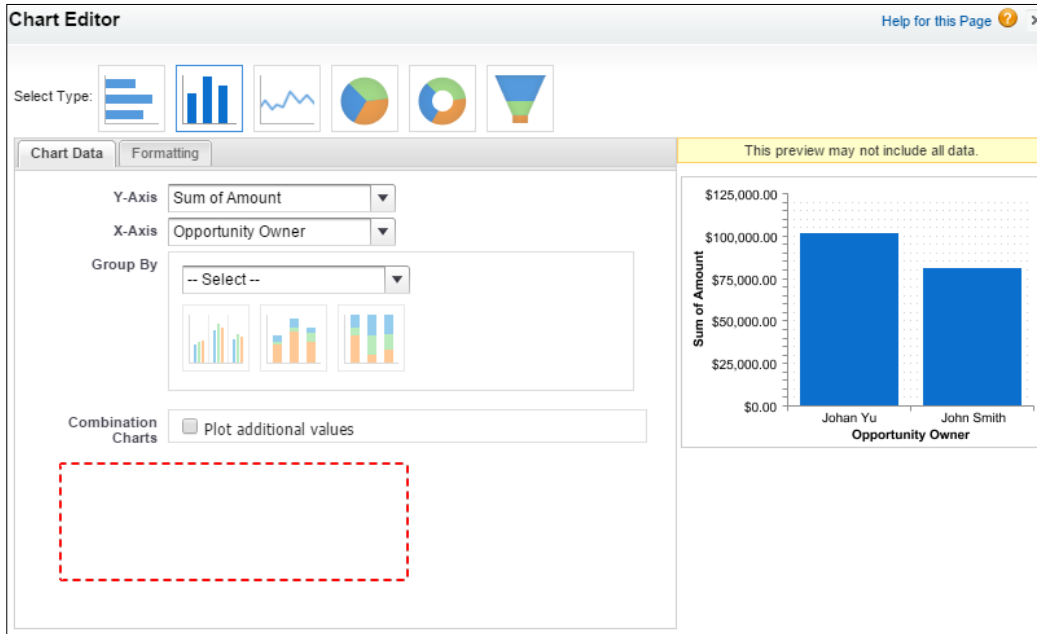 Chart Editor
Help for this Page ?
Select Type:
Chart Data
Formatting
Y-Axis Sum of Amount
X-Axis Opportunity Owner
Group By
-- Select --
Combination
Charts
Plot additional values
This preview may not include all data.
$125,000.00
$100,000.00
$75,000.00
$50,000.00
$25,000.00
$0.00
Sum of Amount
Johan Yu
John Smith
Opportunity Owner